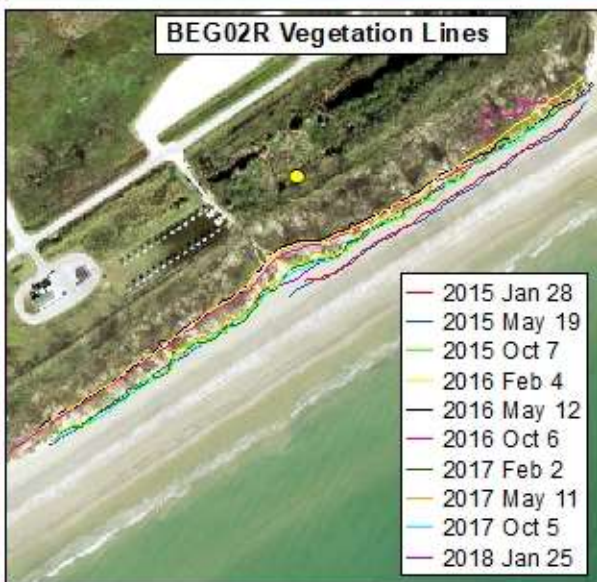 BEG02R Vegetation Lines
2015 Jan 28
2015 May 19
2015 Oct 7
2016 Feb 4
2016 May 12
2016 Oct 6
2017 Feb 2
2017 May 11
2017 Oct 5
2018 Jan 25